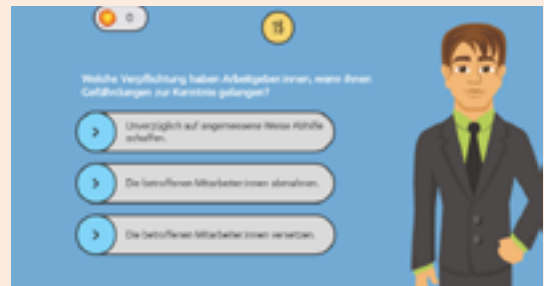 0
15
Welche Verpflichtung haben Arbeitgeber:innen, wenn ihnen
Gefährdungen zur Kenntnis gelangen?
Unverzüglich auf angemessene Weise Abhilfe
schaffen.
Die betroffenen Mitarbeiter:innen abmahnen.
Die betroffenen Mitarbeiter:innen versetzen.